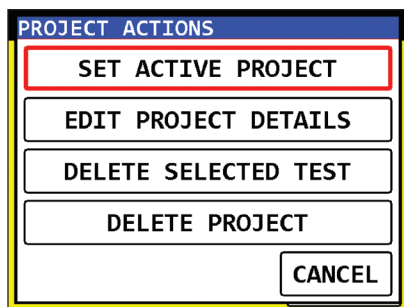 PROJECT ACTIONS
SET ACTIVE PROJECT
EDIT PROJECT DETAILS
DELETE SELECTED TEST
DELETE PROJECT
CANCEL